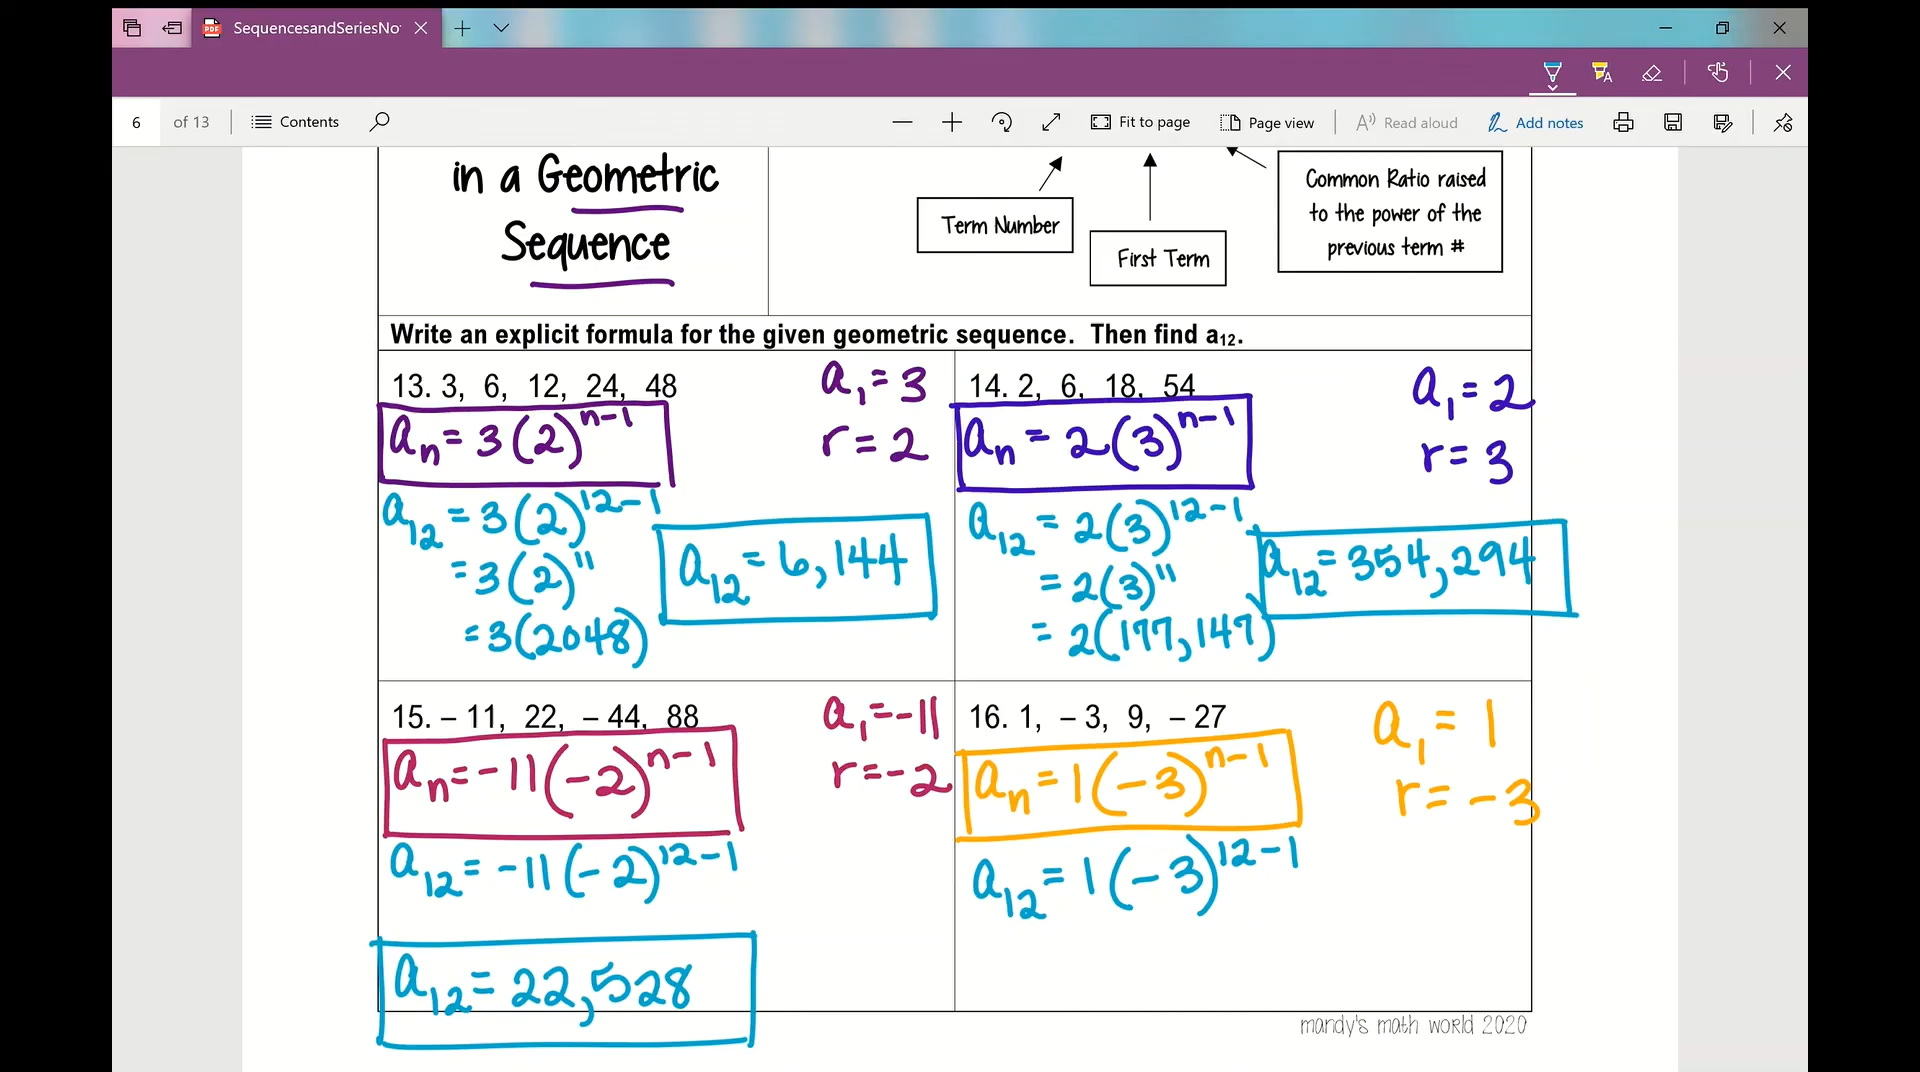 SequencesandSeriesNo
6 of 13 Contents Fit to page Page view Read aloud Add notes
in a Geometric
Sequence
Term Number
First Term
Common Ratio raised
to the power of the
previous term #
Write an explicit formula for the given geometric sequence. Then find a₁₂.
13. 3, 6, 12, 24, 48
a₁ = 3
r = 2
aₙ = 3(2)ⁿ⁻¹
a₁₂ = 3(2)¹²⁻¹
= 3(2)¹¹
= 3(2048)
a₁₂ = 6,144
14. 2, 6, 18, 54
a₁ = 2
r = 3
aₙ = 2(3)ⁿ⁻¹
a₁₂ = 2(3)¹²⁻¹
= 2(3)¹¹
= 2(177,147)
a₁₂ = 354,294
15. – 11, 22, – 44, 88
a₁ = -11
r = -2
aₙ = -11(-2)ⁿ⁻¹
a₁₂ = -11(-2)¹²⁻¹
a₁₂ = 22,528
16. 1, – 3, 9, – 27
a₁ = 1
r = -3
aₙ = 1(-3)ⁿ⁻¹
a₁₂ = 1(-3)¹²⁻¹
mandy's math world 2020